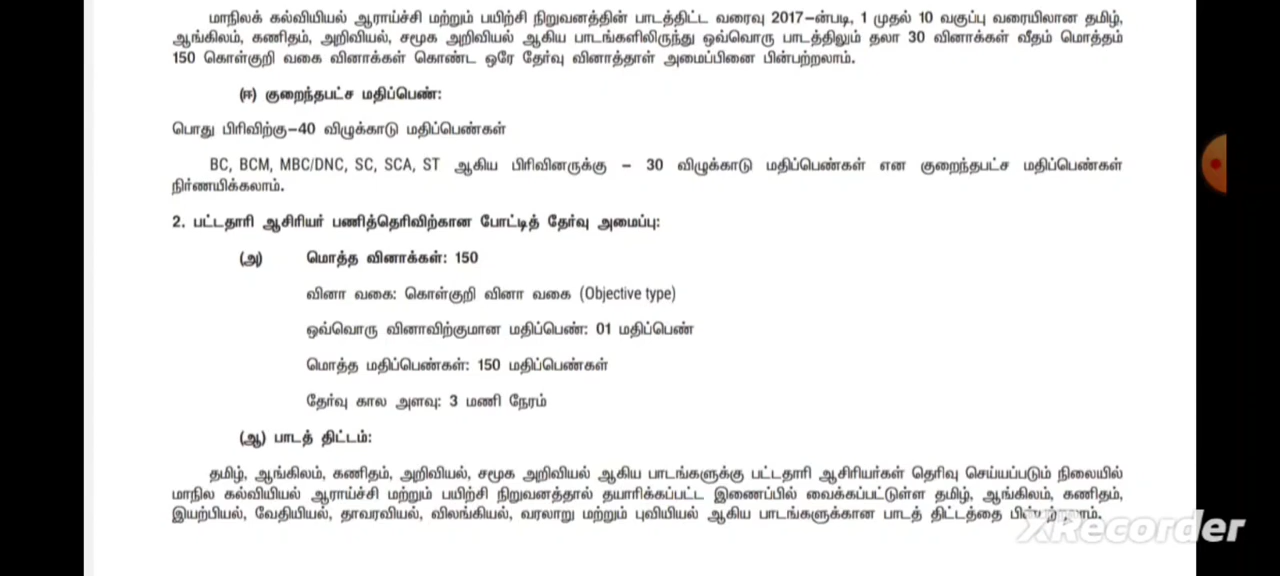 மாநிலக் கல்வியியல் ஆராய்ச்சி மற்றும் பயிற்சி நிறுவனத்தின் பாடத்திட்ட வரைவு 2017–ன்படி, 1 முதல் 10 வகுப்பு வரையிலான தமிழ்,
ஆங்கிலம், கணிதம், அறிவியல், சமூக அறிவியல் ஆகிய பாடங்களிலிருந்து ஒவ்வொரு பாடத்திலும் தலா 30 வினாக்கள் வீதம் மொத்தம்
150 கொள்குறி வகை வினாக்கள் கொண்ட ஒரே தேர்வு வினாத்தாள் அமைப்பினை பின்பற்றலாம்.
(ஈ) குறைந்தபட்ச மதிப்பெண்:
பொது பிரிவிற்கு–40 விழுக்காடு மதிப்பெண்கள்
BC, BCM, MBC/DNC, SC, SCA, ST ஆகிய பிரிவினருக்கு – 30 விழுக்காடு மதிப்பெண்கள் என குறைந்தபட்ச மதிப்பெண்கள்
நிர்ணயிக்கலாம்.
2. பட்டதாரி ஆசிரியர் பணித்தெரிவிற்கான போட்டித் தேர்வு அமைப்பு:
(அ) மொத்த வினாக்கள்: 150
வினா வகை: கொள்குறி வினா வகை (Objective type)
ஒவ்வொரு வினாவிற்குமான மதிப்பெண்: 01 மதிப்பெண்
மொத்த மதிப்பெண்கள்: 150 மதிப்பெண்கள்
தேர்வு கால அளவு: 3 மணி நேரம்
(ஆ) பாடத் திட்டம்:
தமிழ், ஆங்கிலம், கணிதம், அறிவியல், சமூக அறிவியல் ஆகிய பாடங்களுக்கு பட்டதாரி ஆசிரியர்கள் தெரிவு செய்யப்படும் நிலையில்
மாநில கல்வியியல் ஆராய்ச்சி மற்றும் பயிற்சி நிறுவனத்தால் தயாரிக்கப்பட்ட இணைப்பில் வைக்கப்பட்டுள்ள தமிழ், ஆங்கிலம், கணிதம்,
இயற்பியல், வேதியியல், தாவரவியல், விலங்கியல், வரலாறு மற்றும் புவியியல் ஆகிய பாடங்களுக்கான பாடத் திட்டத்தை பின்பற்றலாம்.
XRecorder